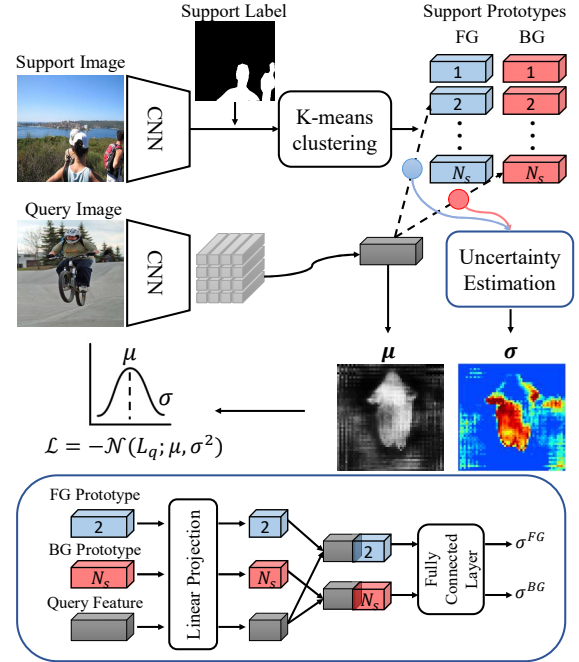 Support Label
Support Prototypes
FG BG
Support Image
CNN
K-means
clustering
1 1
2 2
N_s N_s
Query Image
CNN
Uncertainty
Estimation
μ σ
μ
σ
ℒ = −𝒩(L_q; μ, σ²)
FG Prototype
2
BG Prototype
N_s
Query Feature
Linear Projection
2
N_s
2
N_s
Fully
Connected
Layer
σ^{FG}
σ^{BG}